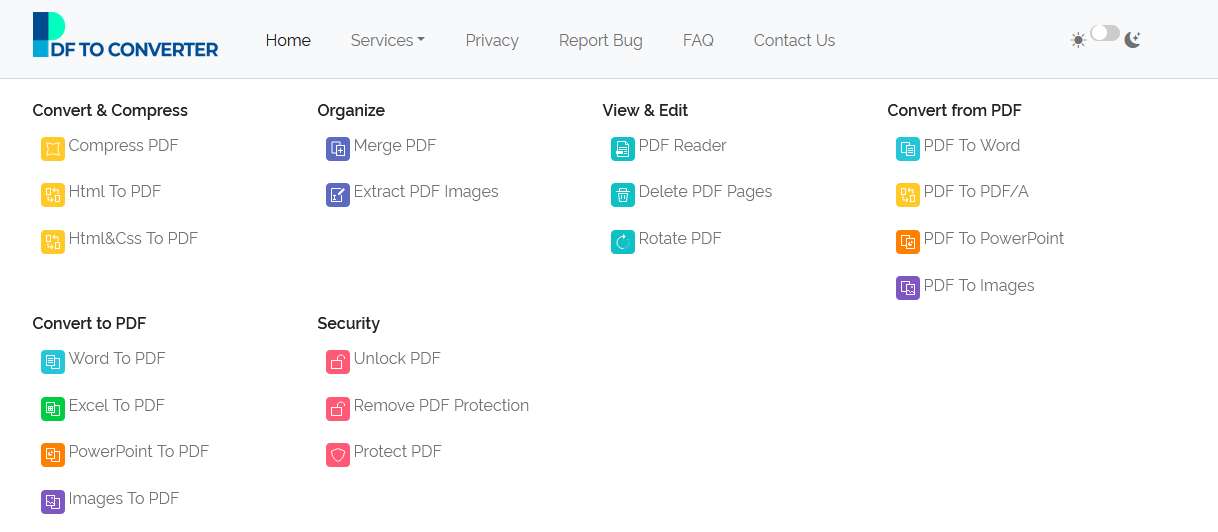 PDF TO CONVERTER
Home
Services
Privacy
Report Bug
FAQ
Contact Us
Convert & Compress
Compress PDF
Html To PDF
Html&Css To PDF
Organize
Merge PDF
Extract PDF Images
View & Edit
PDF Reader
Delete PDF Pages
Rotate PDF
Convert from PDF
PDF To Word
PDF To PDF/A
PDF To PowerPoint
PDF To Images
Convert to PDF
Word To PDF
Excel To PDF
PowerPoint To PDF
Images To PDF
Security
Unlock PDF
Remove PDF Protection
Protect PDF